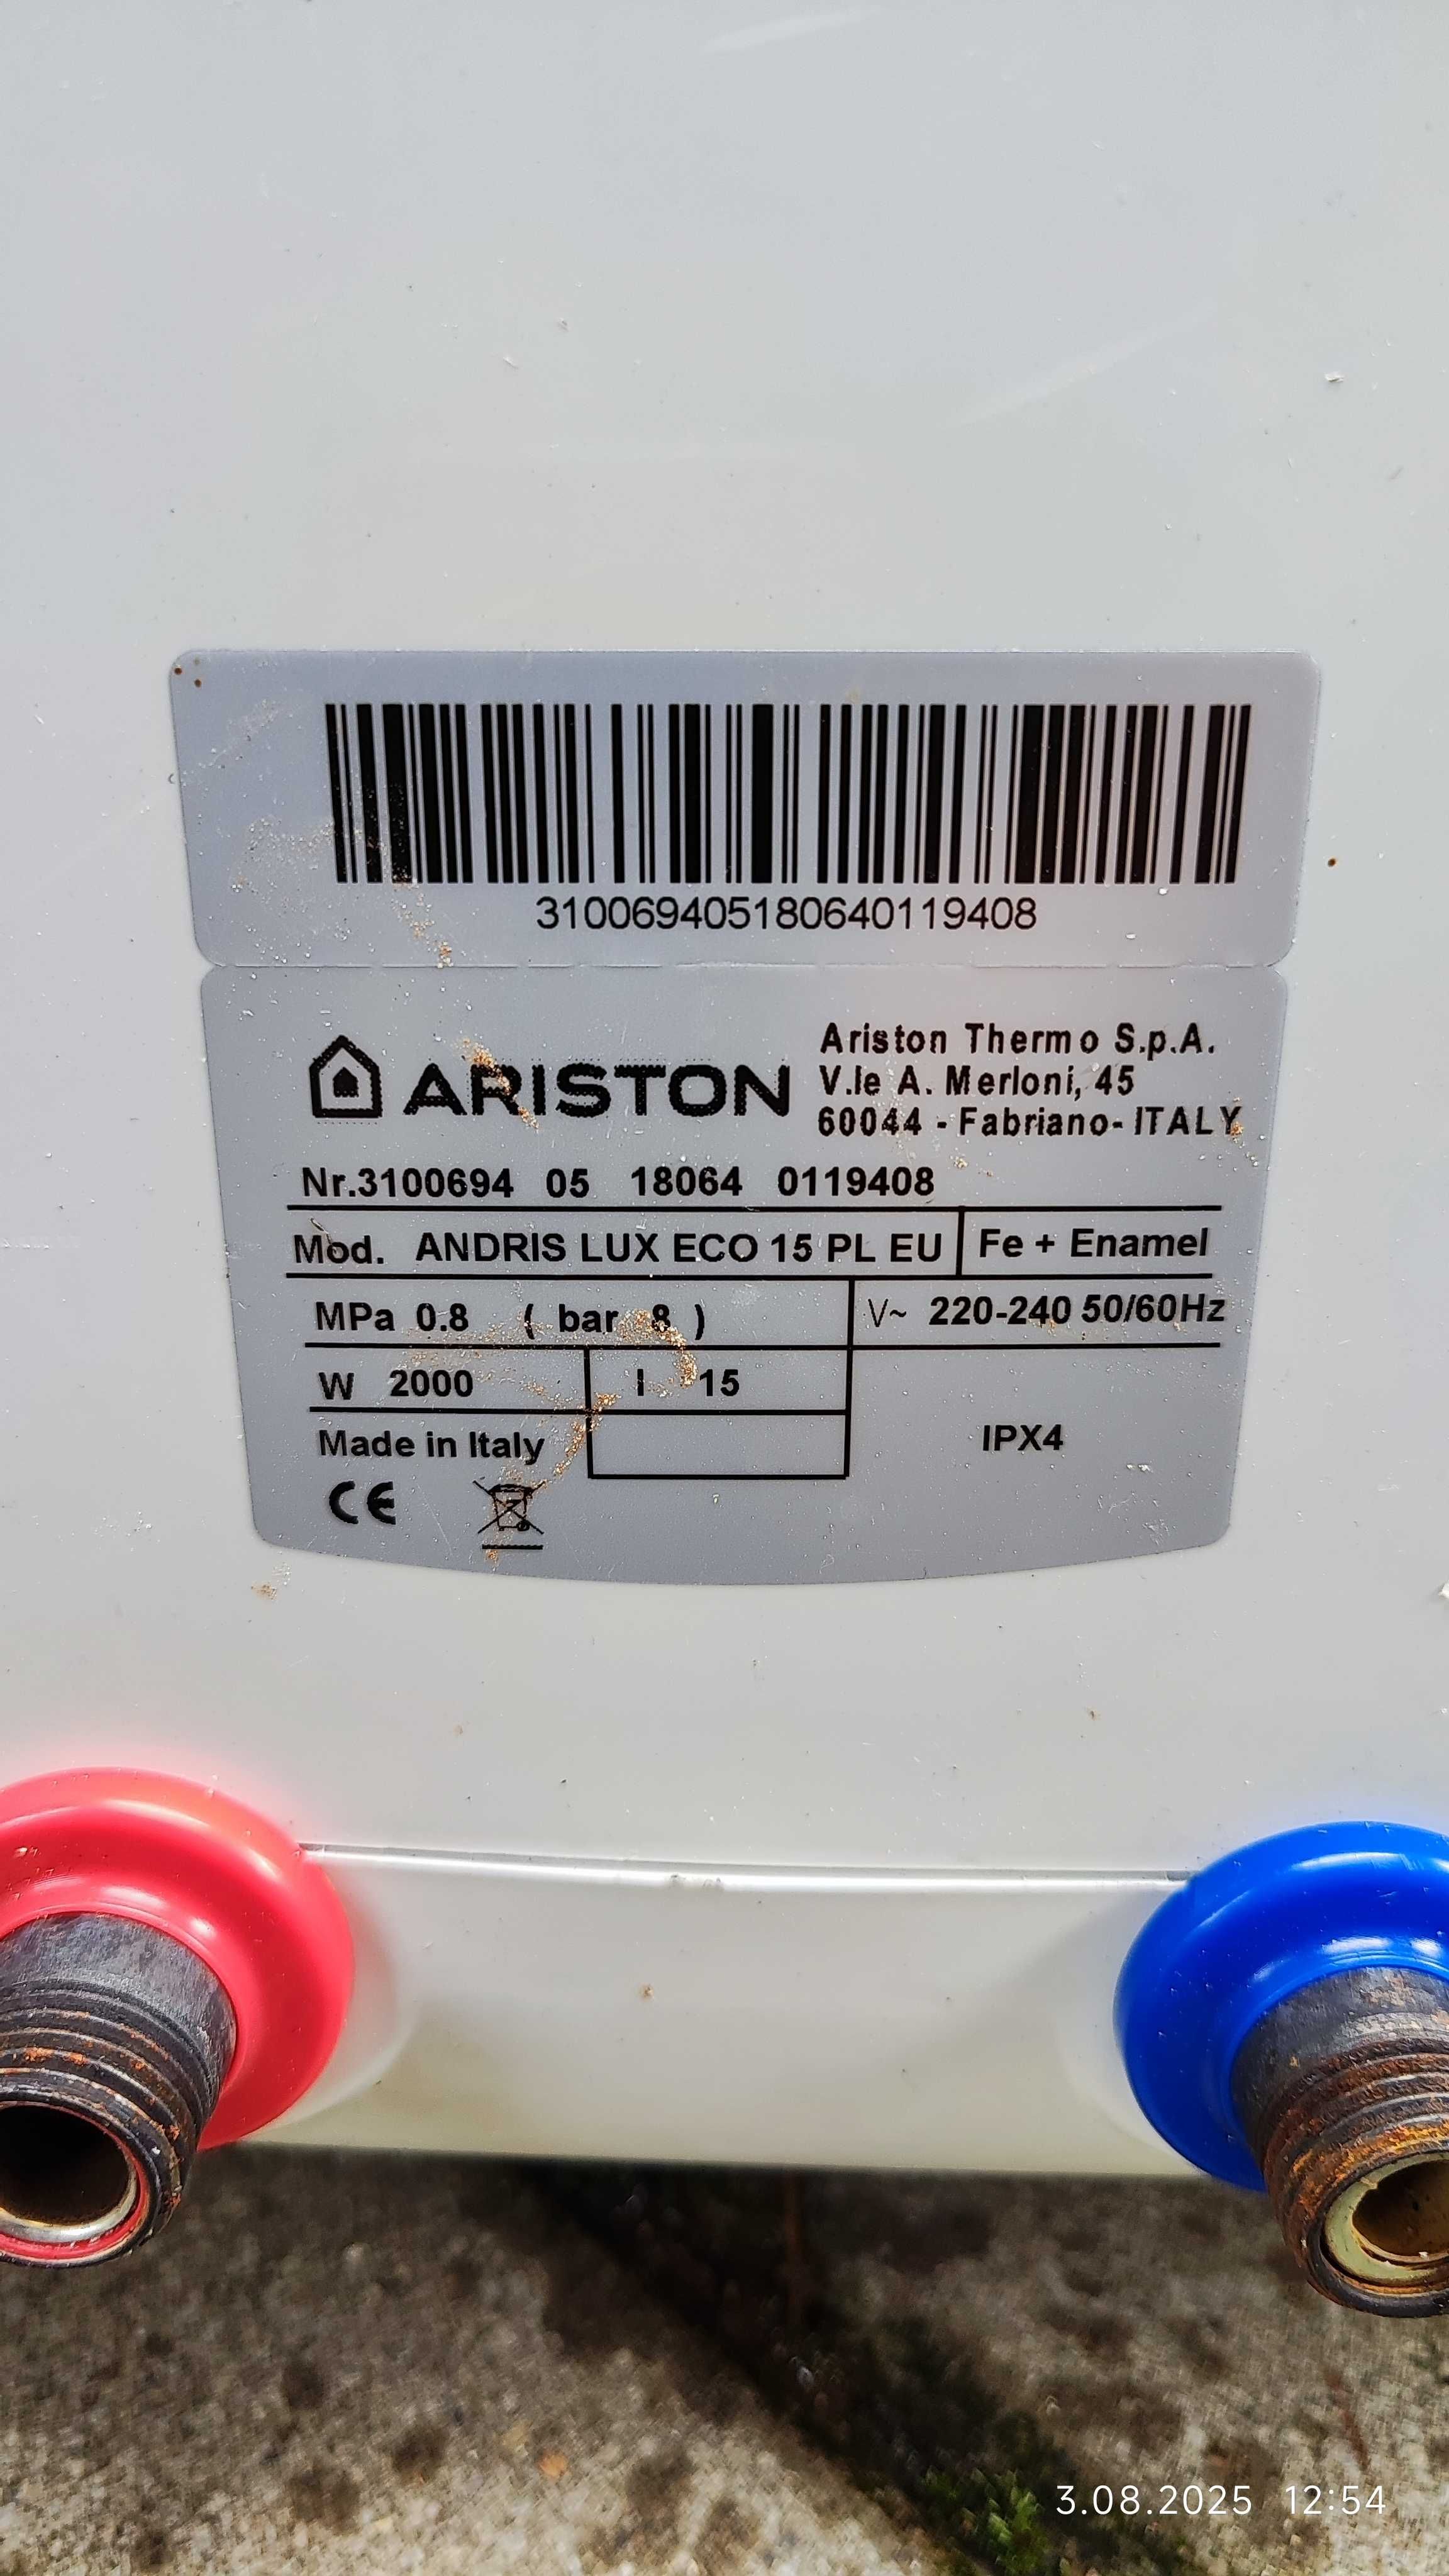 310069405180640119408
ARISTON
Ariston Thermo S.p.A.
V.le A. Merloni, 45
60044 - Fabriano- ITALY
Nr.3100694 05 18064 0119408
Mod. ANDRIS LUX ECO 15 PL EU
Fe + Enamel
MPa 0.8 ( bar 8 )
V~ 220-240 50/60Hz
W 2000
l 15
Made in Italy
IPX4
CE
3.08.2025 12:54